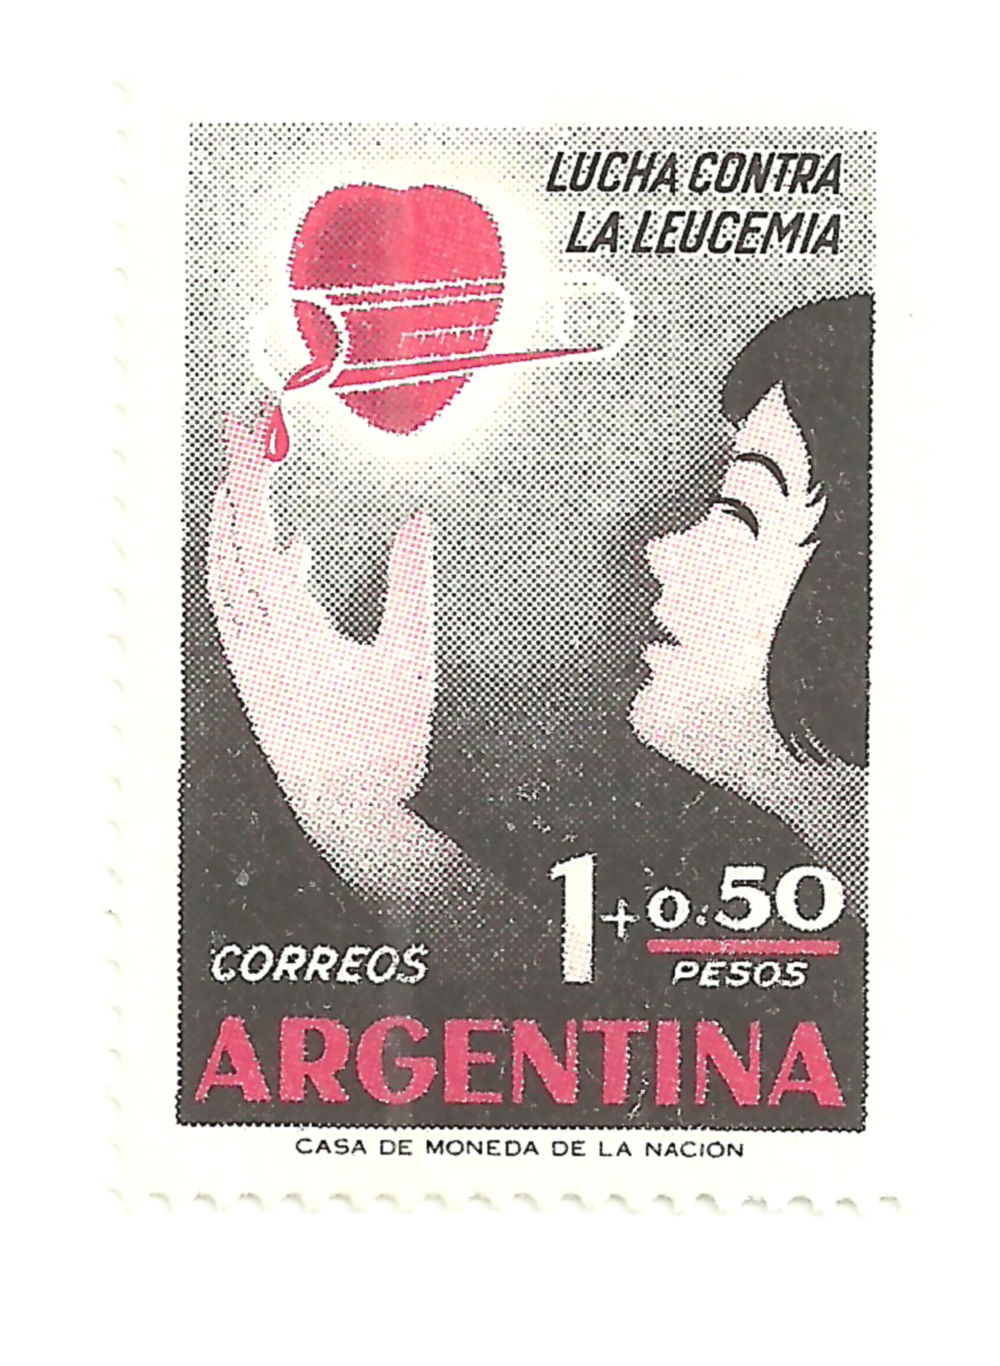 LUCHA CONTRA
LA LEUCEMIA
1+0.50
PESOS
CORREOS
ARGENTINA
CASA DE MONEDA DE LA NACION